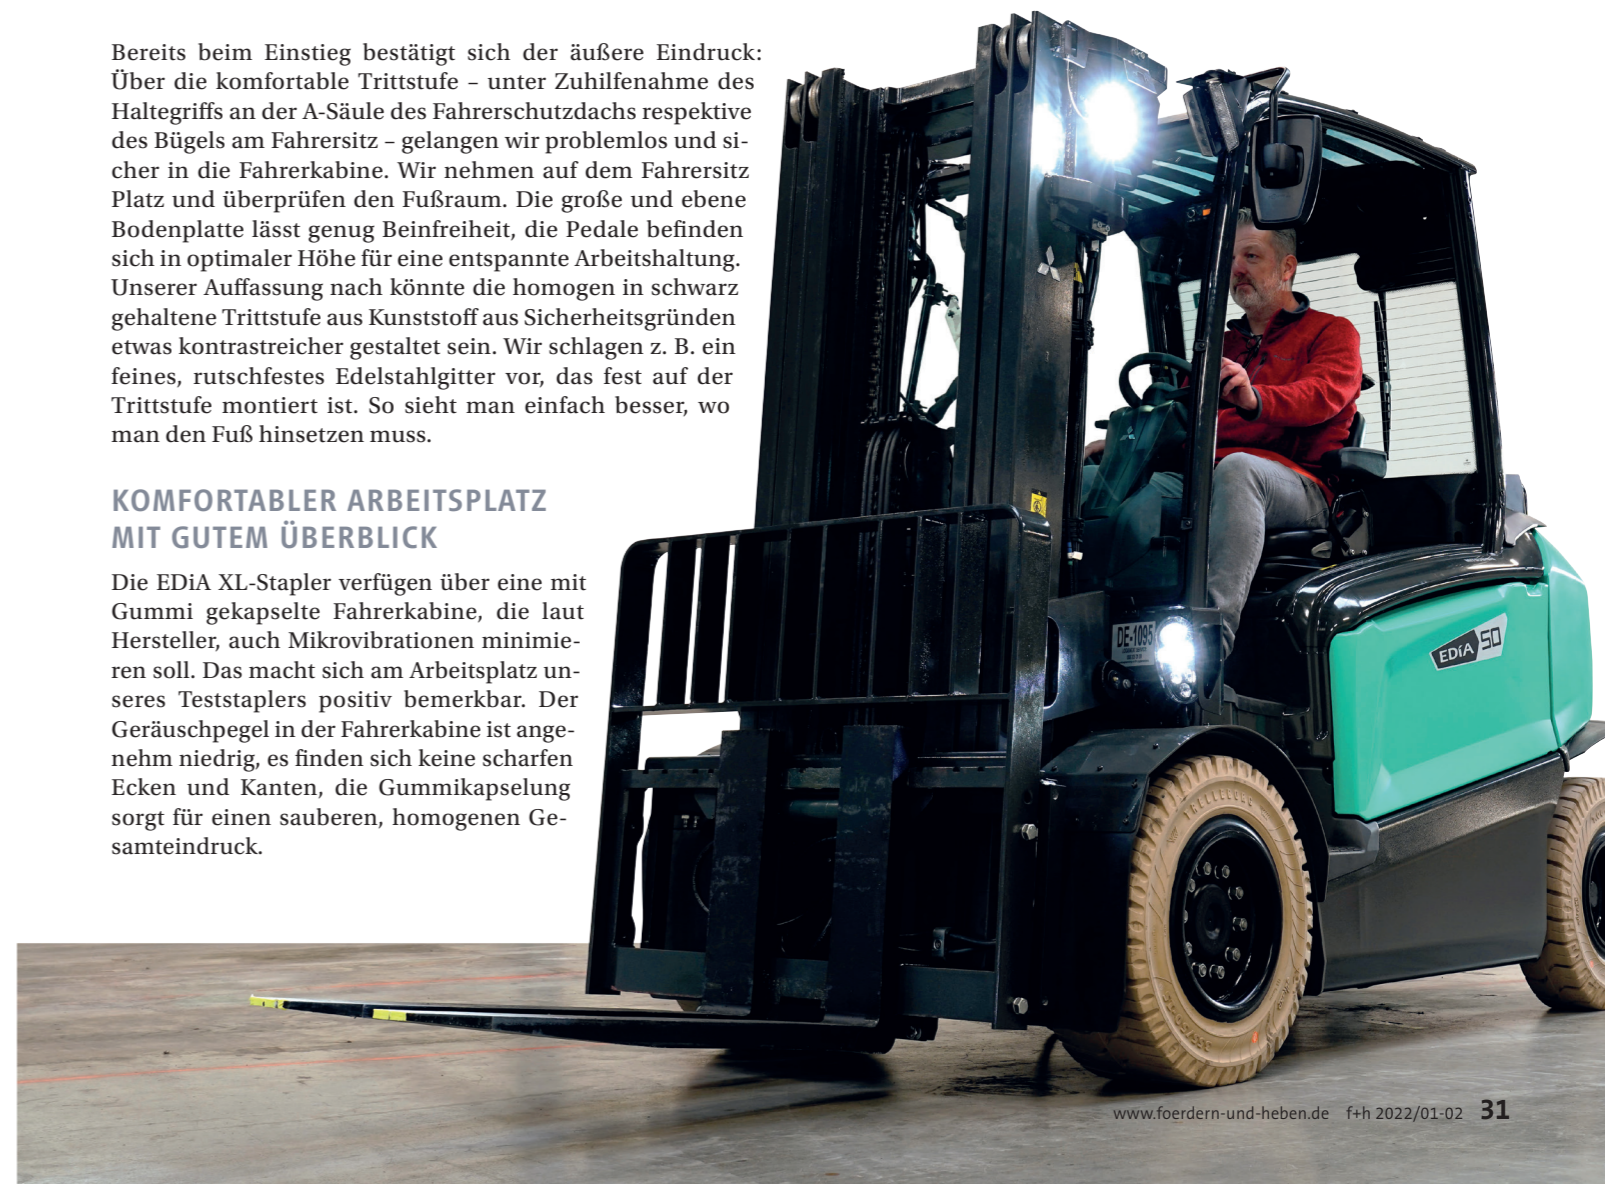 Bereits beim Einstieg bestätigt sich der äußere Eindruck:
Über die komfortable Trittstufe – unter Zuhilfenahme des
Haltegriffs an der A-Säule des Fahrerschutzdachs respektive
des Bügels am Fahrersitz – gelangen wir problemlos und si-
cher in die Fahrerkabine. Wir nehmen auf dem Fahrersitz
Platz und überprüfen den Fußraum. Die große und ebene
Bodenplatte lässt genug Beinfreiheit, die Pedale befinden
sich in optimaler Höhe für eine entspannte Arbeitshaltung.
Unserer Auffassung nach könnte die homogen in schwarz
gehaltene Trittstufe aus Kunststoff aus Sicherheitsgründen
etwas kontrastreicher gestaltet sein. Wir schlagen z. B. ein
feines, rutschfestes Edelstahlgitter vor, das fest auf der
Trittstufe montiert ist. So sieht man einfach besser, wo
man den Fuß hinsetzen muss.
KOMFORTABLER ARBEITSPLATZ
MIT GUTEM ÜBERBLICK
Die EDiA XL-Stapler verfügen über eine mit
Gummi gekapselte Fahrerkabine, die laut
Hersteller, auch Mikrovibrationen minimie-
ren soll. Das macht sich am Arbeitsplatz un-
seres Teststaplers positiv bemerkbar. Der
Geräuschpegel in der Fahrerkabine ist ange-
nehm niedrig, es finden sich keine scharfen
Ecken und Kanten, die Gummikapselung
sorgt für einen sauberen, homogenen Ge-
samteindruck.
DE-1095
EDiA 50
TRELLEBORG
www.foerdern-und-heben.de f+h 2022/01-02 31